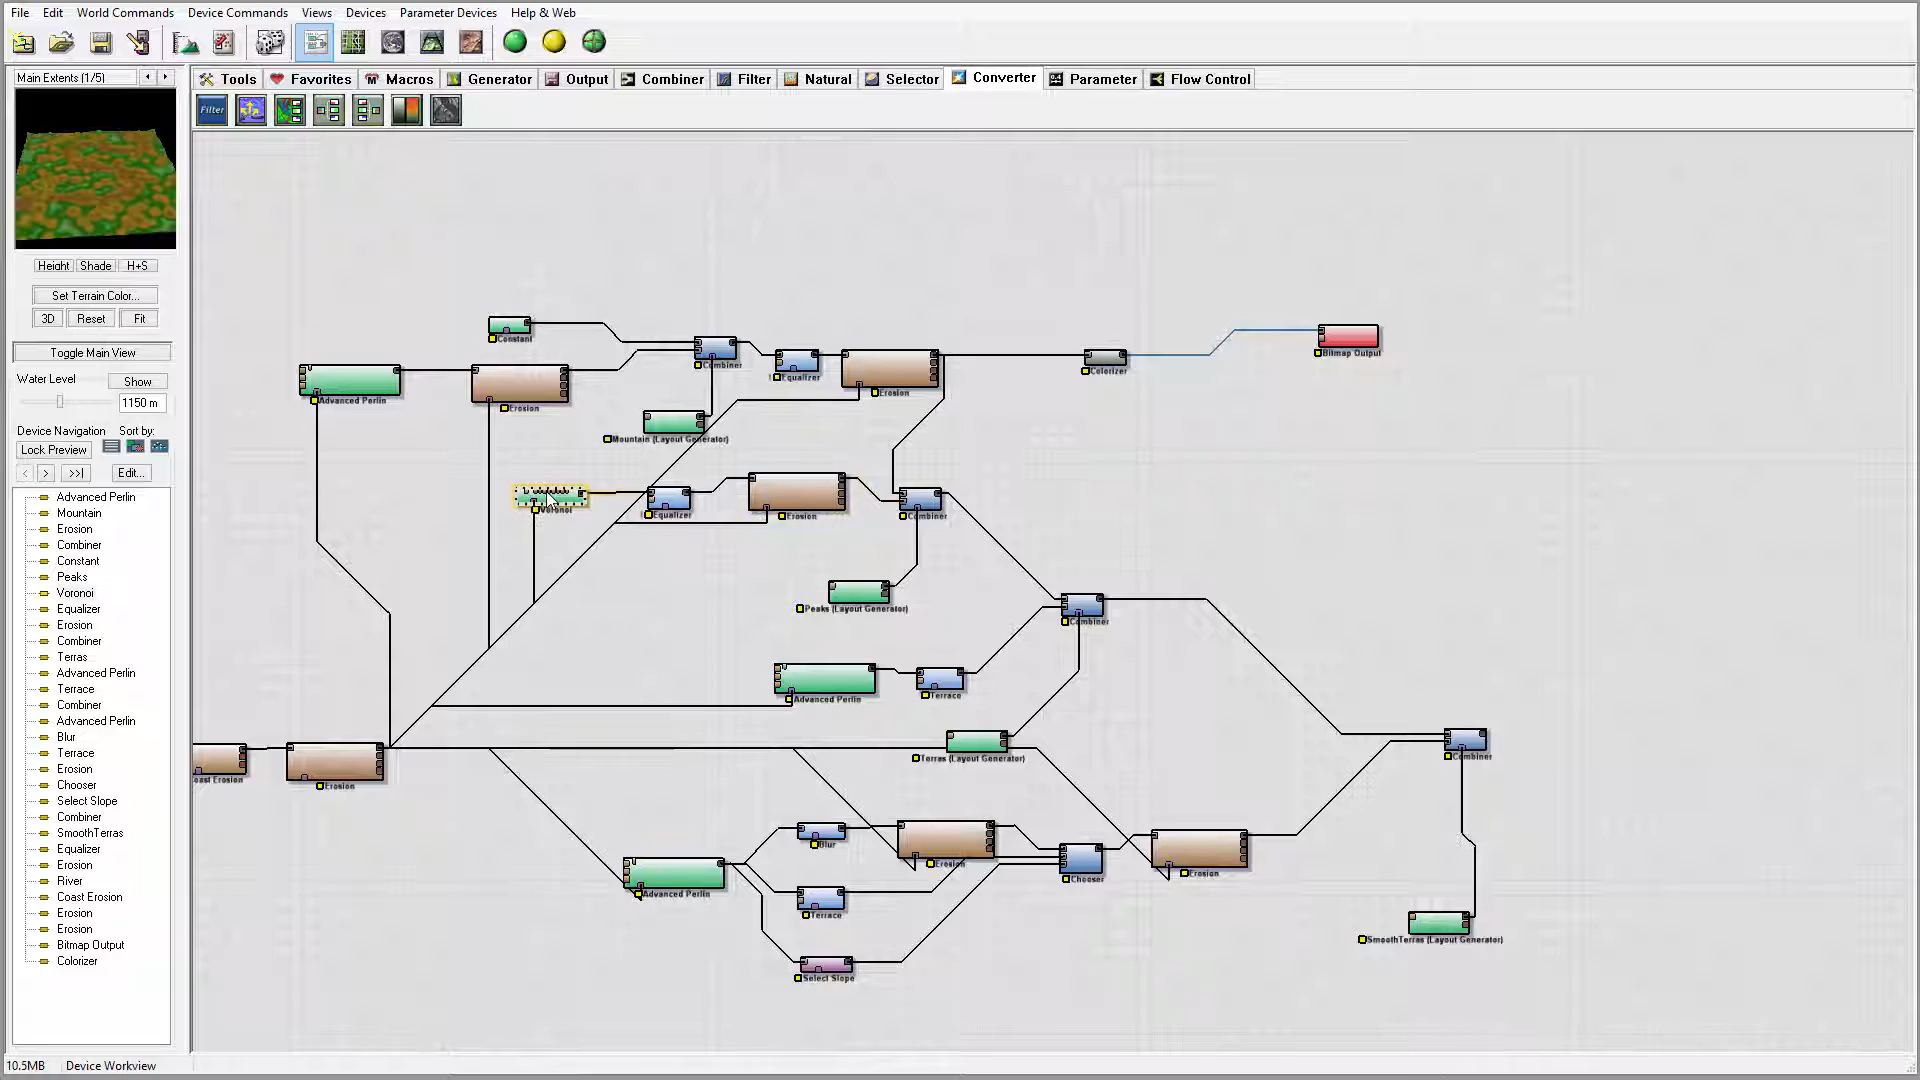 File Edit World Commands Device Commands Views Devices Parameter Devices Help & Web
Main Extents (1/5)
Tools Favorites Macros Generator Output Combiner Filter Natural Selector Converter Parameter Flow Control
Filter
Height Shade H+S
Set Terrain Color...
3D Reset Fit
Toggle Main View
Water Level Show
1150 m
Device Navigation Sort by:
Lock Preview
< > >>| Edit...
Advanced Perlin
Mountain
Erosion
Combiner
Constant
Peaks
Voronoi
Equalizer
Erosion
Combiner
Terras
Advanced Perlin
Terrace
Combiner
Advanced Perlin
Blur
Terrace
Erosion
Chooser
Select Slope
Combiner
SmoothTerras
Equalizer
Erosion
River
Coast Erosion
Erosion
Erosion
Bitmap Output
Colorizer
Constant
Combiner
Bitmap Output
Equalizer
Colorizer
Advanced Perlin
Erosion
Erosion
Mountain (Layout Generator)
Voronoi
Equalizer
Erosion
Combiner
Peaks (Layout Generator)
Combiner
Advanced Perlin
Terrace
Terras (Layout Generator)
Combiner
oast Erosion
Erosion
Blur
Erosion
Chooser
Erosion
Advanced Perlin
Terrace
SmoothTerras (Layout Generator)
Select Slope
10.5MB Device Workview